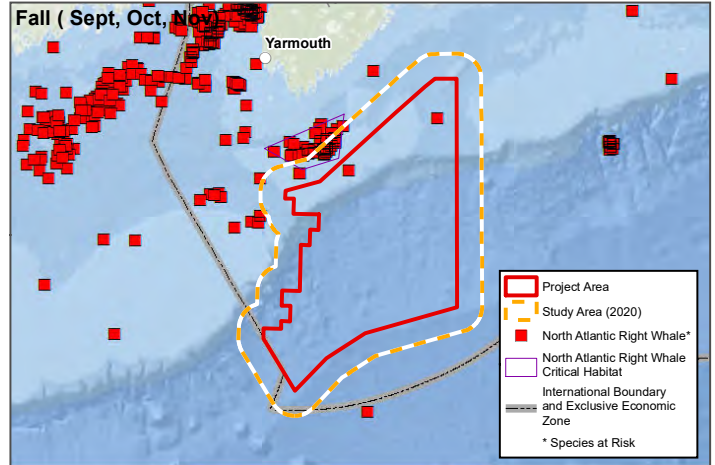 Fall ( Sept, Oct, Nov)
Yarmouth
Project Area
Study Area (2020)
North Atlantic Right Whale*
North Atlantic Right Whale
Critical Habitat
International Boundary
and Exclusive Economic
Zone
* Species at Risk